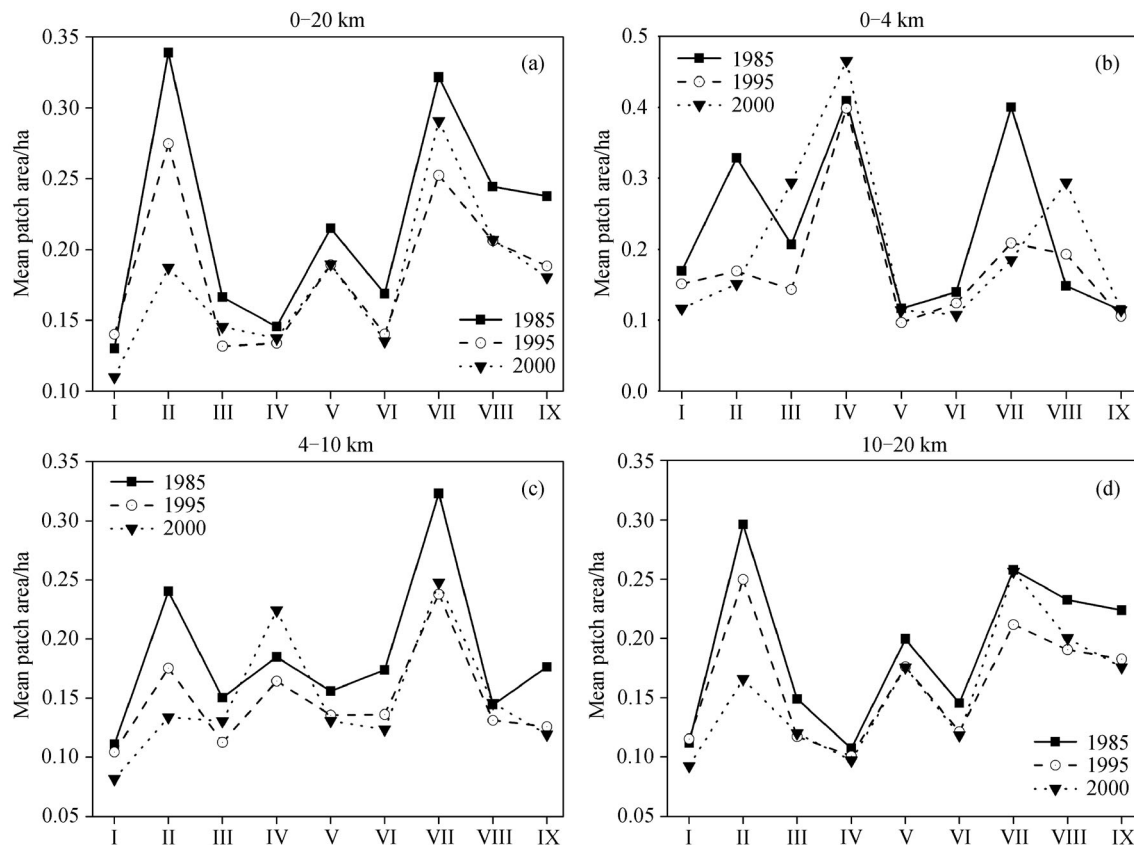 0−20 km
(a)
Mean patch area/ha
0.35
0.30
0.25
0.20
0.15
0.10
1985
1995
2000
I II III IV V VI VII VIII IX
0−4 km
(b)
Mean patch area/ha
0.5
0.4
0.3
0.2
0.1
0.0
1985
1995
2000
I II III IV V VI VII VIII IX
4−10 km
(c)
Mean patch area/ha
0.35
0.30
0.25
0.20
0.15
0.10
0.05
1985
1995
2000
I II III IV V VI VII VIII IX
10−20 km
(d)
Mean patch area/ha
0.35
0.30
0.25
0.20
0.15
0.10
0.05
1985
1995
2000
I II III IV V VI VII VIII IX